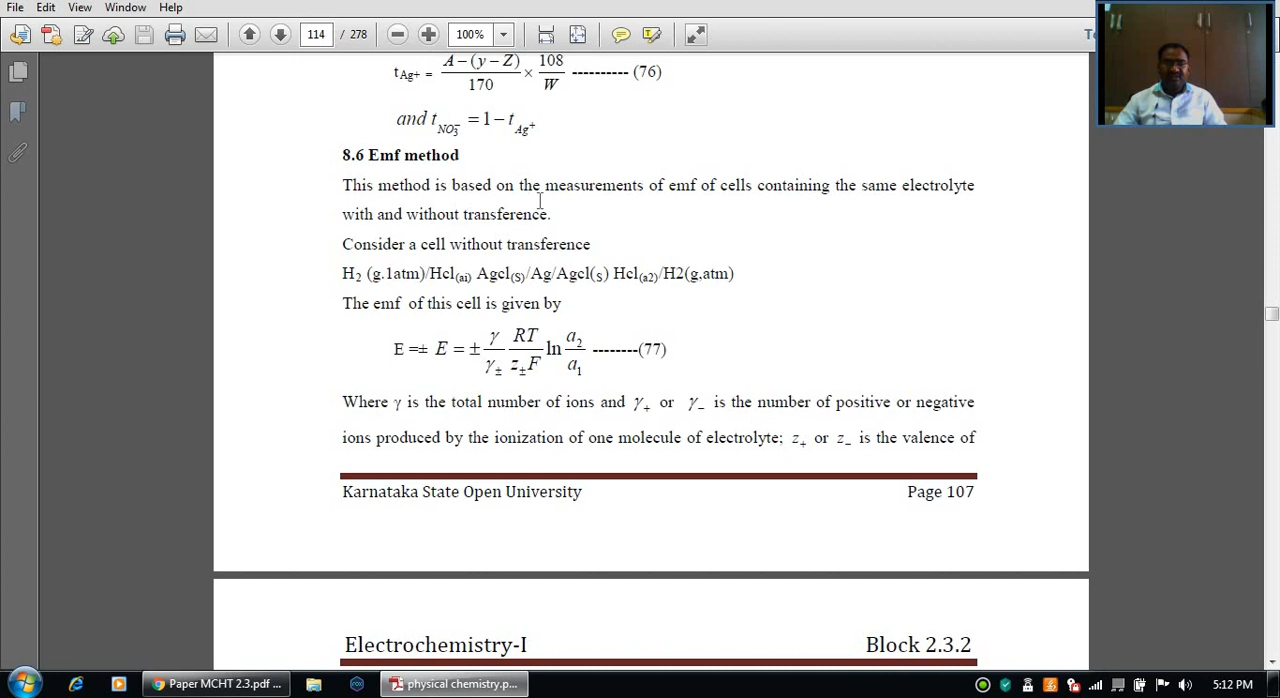 File Edit View Window Help
114 / 278 100% T
t Ag+ = A – (y – Z) / 170 × 108 / W ---------- (76)
and t NO3− = 1 – t Ag+
8.6 Emf method
This method is based on the measurements of emf of cells containing the same electrolyte
with and without transference.
Consider a cell without transference
H2 (g.1atm)/Hcl(ai) Agcl(S)/Ag/Agcl(S) Hcl(a2)/H2(g,atm)
The emf of this cell is given by
E =± E = ± γ/γ± RT/z±F ln a2/a1 --------(77)
Where γ is the total number of ions and γ+ or γ− is the number of positive or negative
ions produced by the ionization of one molecule of electrolyte; z+ or z− is the valence of
Karnataka State Open University Page 107
Electrochemistry-I Block 2.3.2
Paper MCHT 2.3.pdf ... physical chemistry.p... 5:12 PM